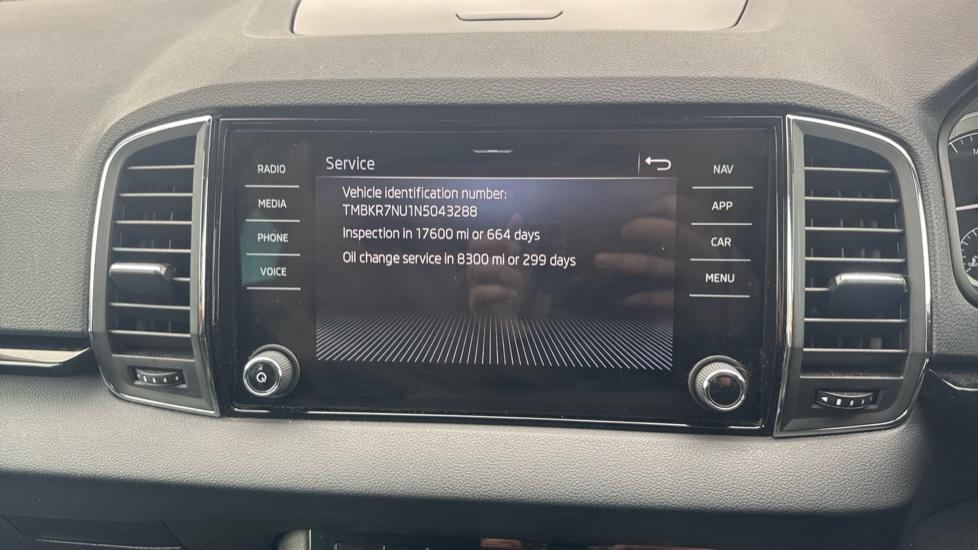 Service
Vehicle identification number:
TMBKR7NU1N5043288
Inspection in 17600 mi or 664 days
Oil change service in 8300 mi or 299 days
RADIO
MEDIA
PHONE
VOICE
NAV
APP
CAR
MENU